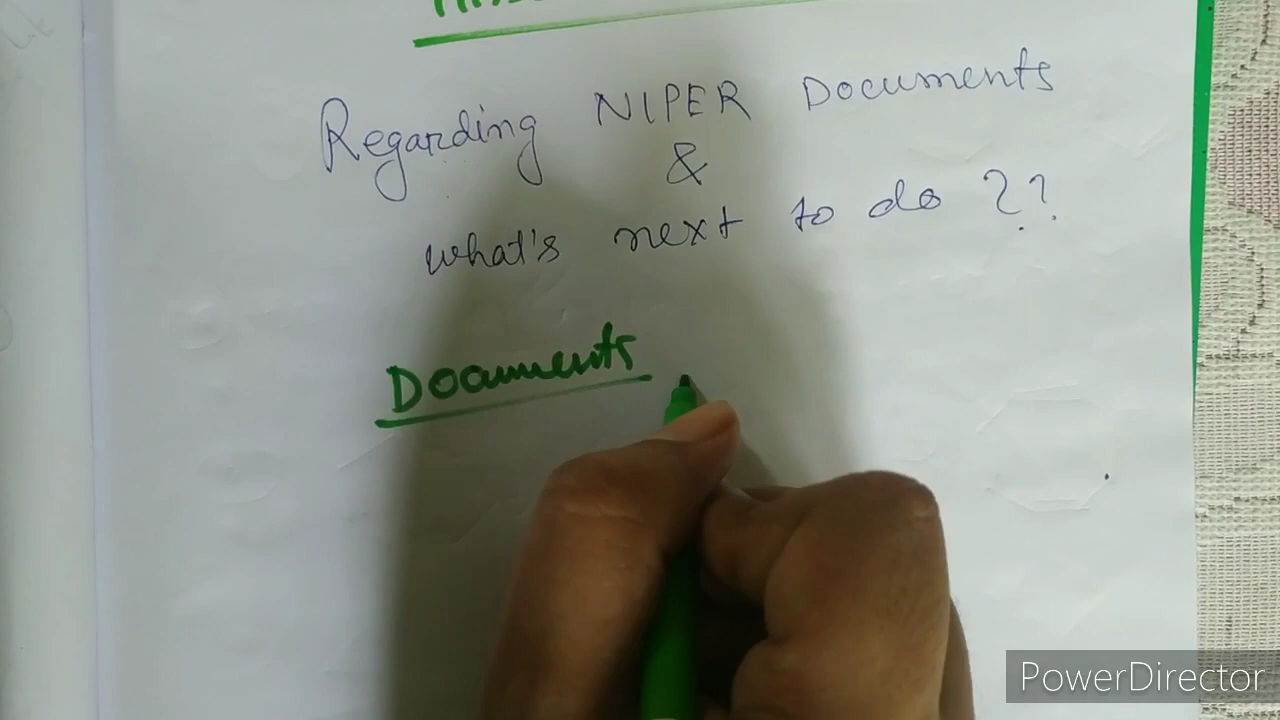 Regarding NIPER Documents
&
what's next to do ??
Documents
PowerDirector